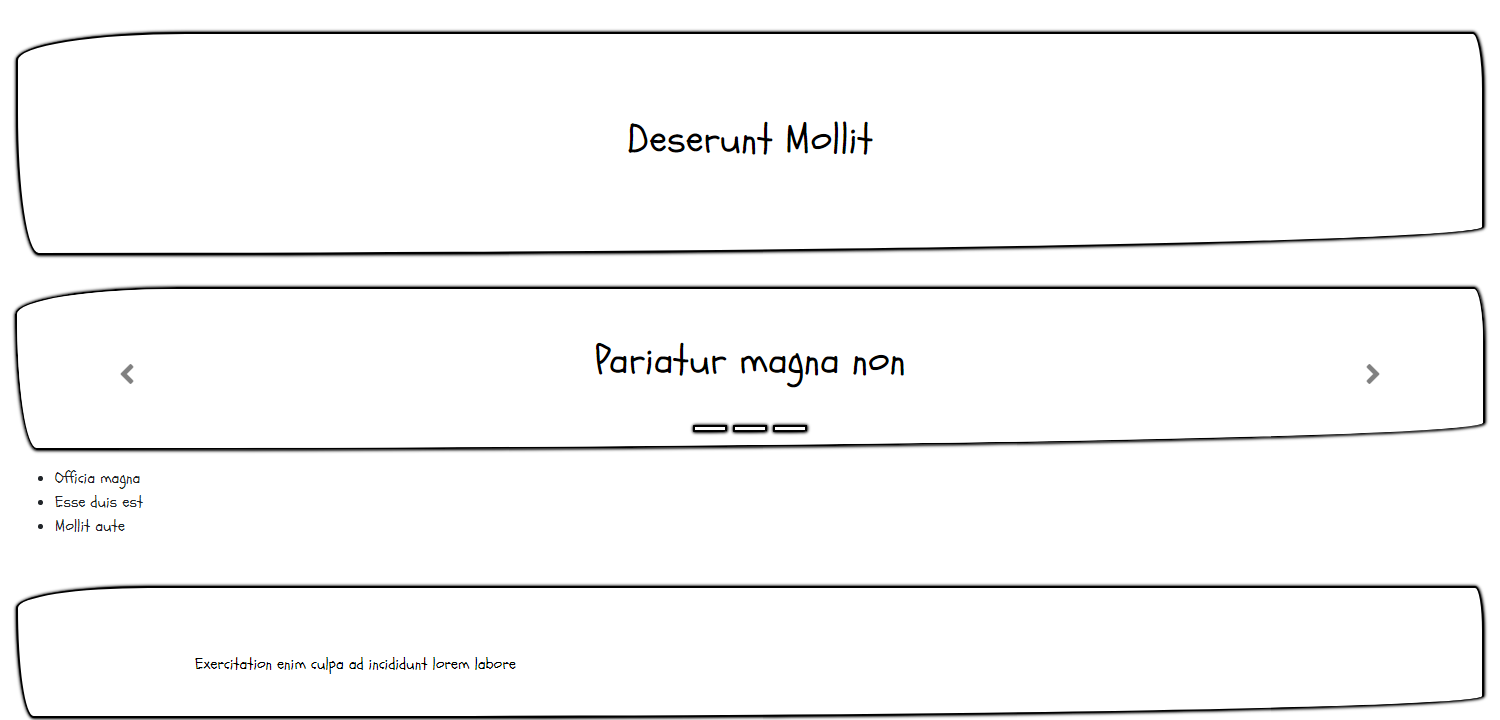 Deserunt Mollit
Pariatur magna non
Officia magna
Esse duis est
Mollit aute
Exercitation enim culpa ad incididunt lorem labore